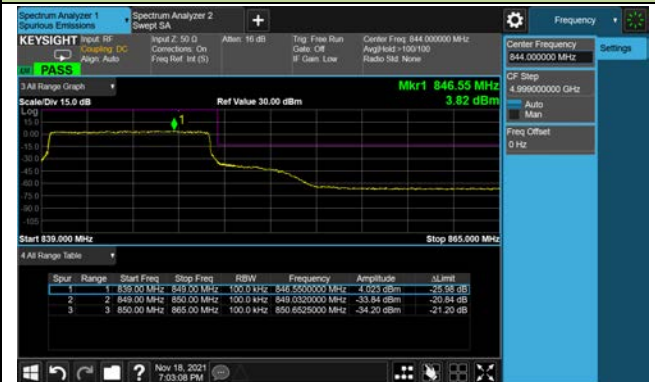 Spectrum Analyzer 1
Spurious Emissions
Spectrum Analyzer 2
Swept SA
+
Frequency
KEYSIGHT
Input: RF
Coupling: DC
Align: Auto
Input Z: 50 Ω
Corrections: On
Freq Ref: Int (S)
Atten: 16 dB
Trig: Free Run
Gate: Off
IF Gain: Low
Center Freq: 844.000000 MHz
Avg|Hold:>100/100
Radio Std: None
PASS
3 All Range Graph
Scale/Div 15.0 dB
Ref Value 30.00 dBm
Mkr1 846.55 MHz
3.82 dBm
Log
15.0
0.00
-15.0
-30.0
-45.0
-60.0
-75.0
-90.0
-105
1
Start 839.000 MHz
Stop 865.000 MHz
4 All Range Table
Spur Range Start Freq Stop Freq RBW Frequency Amplitude ΔLimit
1 1 839.00 MHz 849.00 MHz 100.0 kHz 846.5500000 MHz 4.023 dBm -25.98 dB
2 2 849.00 MHz 850.00 MHz 100.0 kHz 849.0320000 MHz -33.84 dBm -20.84 dB
3 3 850.00 MHz 865.00 MHz 100.0 kHz 850.6525000 MHz -34.20 dBm -21.20 dB
Nov 18, 2021
7:03:08 PM
Center Frequency
844.000000 MHz
Settings
CF Step
4.999000000 GHz
Auto
Man
Freq Offset
0 Hz